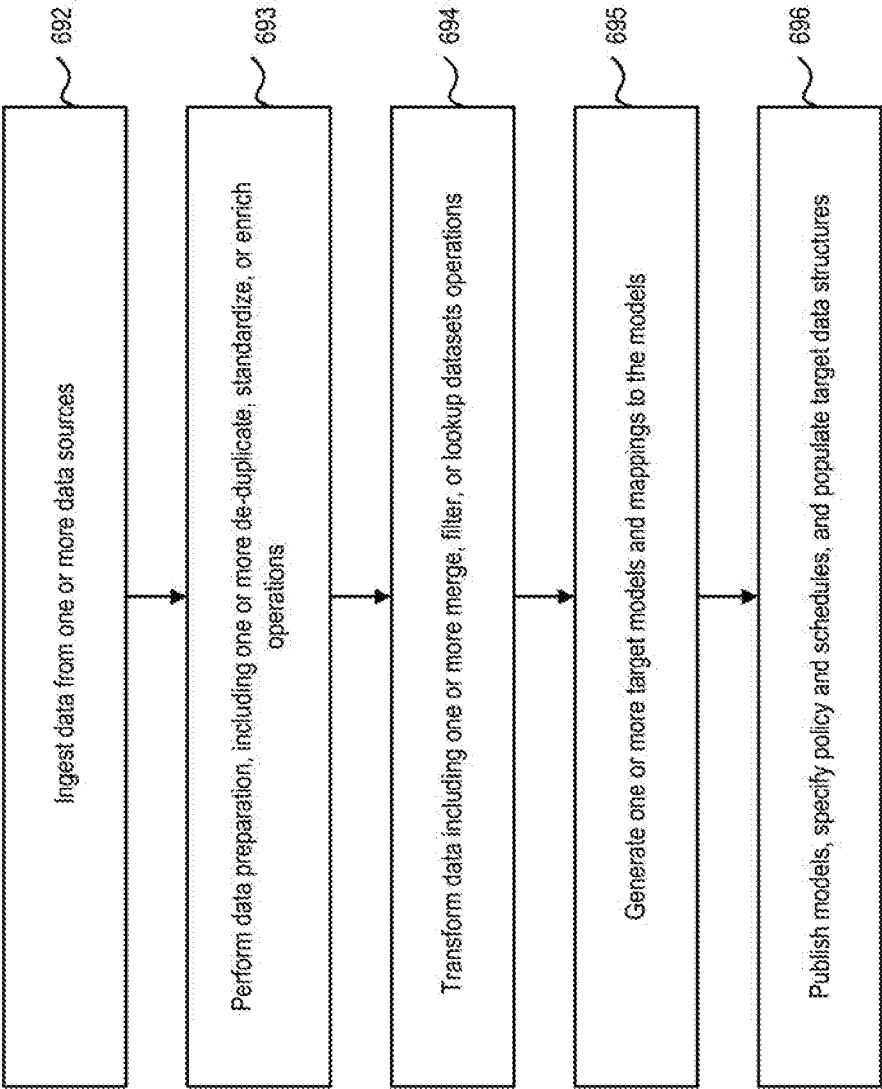 Ingest data from one or more data sources
692
Perform data preparation, including one or more de-duplicate, standardize, or enrich
operations
693
Transform data including one or more merge, filter, or lookup datasets operations
694
Generate one or more target models and mappings to the models
695
Publish models, specify policy and schedules, and populate target data structures
696